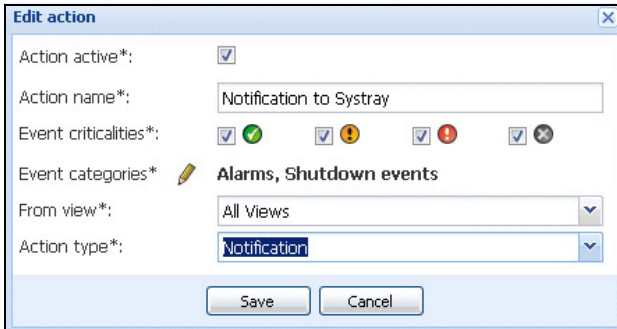 Edit action
Action active*:
Action name*: Notification to Systray
Event criticalities*:
Event categories* Alarms, Shutdown events
From view*: All Views
Action type*: Notification
Save Cancel